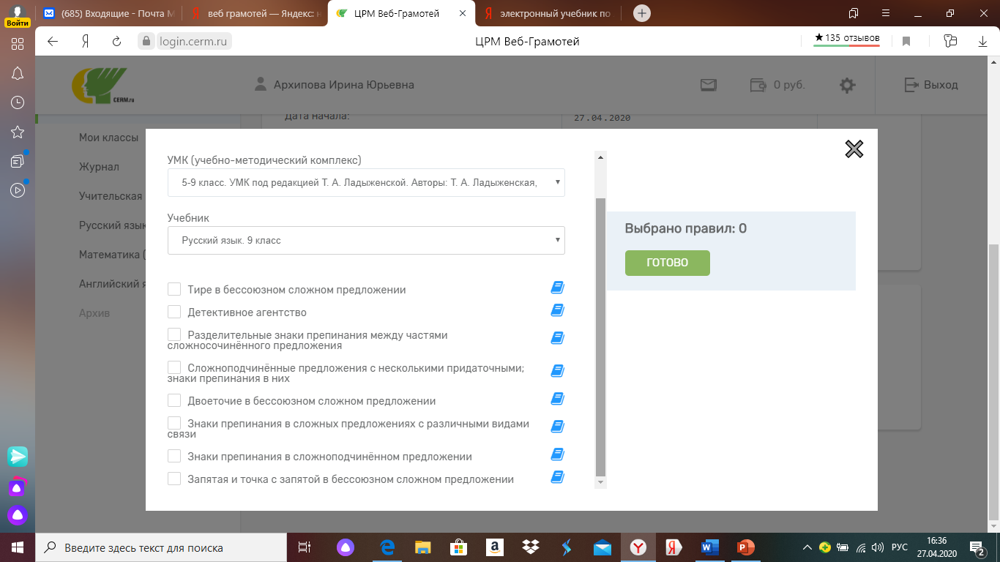 (685) Входящие - Почта M
веб грамотей — Яндекс: н
ЦРМ Веб-Грамотей
электронный учебник по
Войти
login.cerm.ru
ЦРМ Веб-Грамотей
★135 отзывов
CERM.ru
Архипова Ирина Юрьевна
0 руб.
Выход
Дата начала:
27.04.2020
Мои классы
Журнал
Учительская
Русский язык
Математика (
Английский я
Архив
УМК (учебно-методический комплекс)
5-9 класс. УМК под редакцией Т. А. Ладыженской. Авторы: Т. А. Ладыженская,
Учебник
Русский язык. 9 класс
Тире в бессоюзном сложном предложении
Детективное агентство
Разделительные знаки препинания между частями
сложносочинённого предложения
Сложноподчинённые предложения с несколькими придаточными;
знаки препинания в них
Двоеточие в бессоюзном сложном предложении
Знаки препинания в сложных предложениях с различными видами
связи
Знаки препинания в сложноподчинённом предложении
Запятая и точка с запятой в бессоюзном сложном предложении
Выбрано правил: 0
ГОТОВО
Введите здесь текст для поиска
РУС
16:36
27.04.2020
2